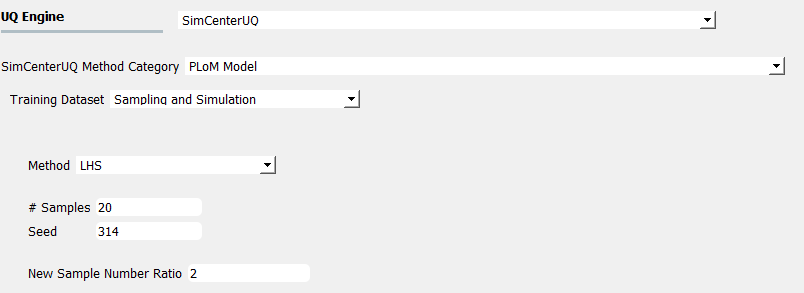 UQ Engine SimCenterUQ
SimCenterUQ Method Category PLoM Model
Training Dataset Sampling and Simulation
Method LHS
# Samples 20
Seed 314
New Sample Number Ratio 2